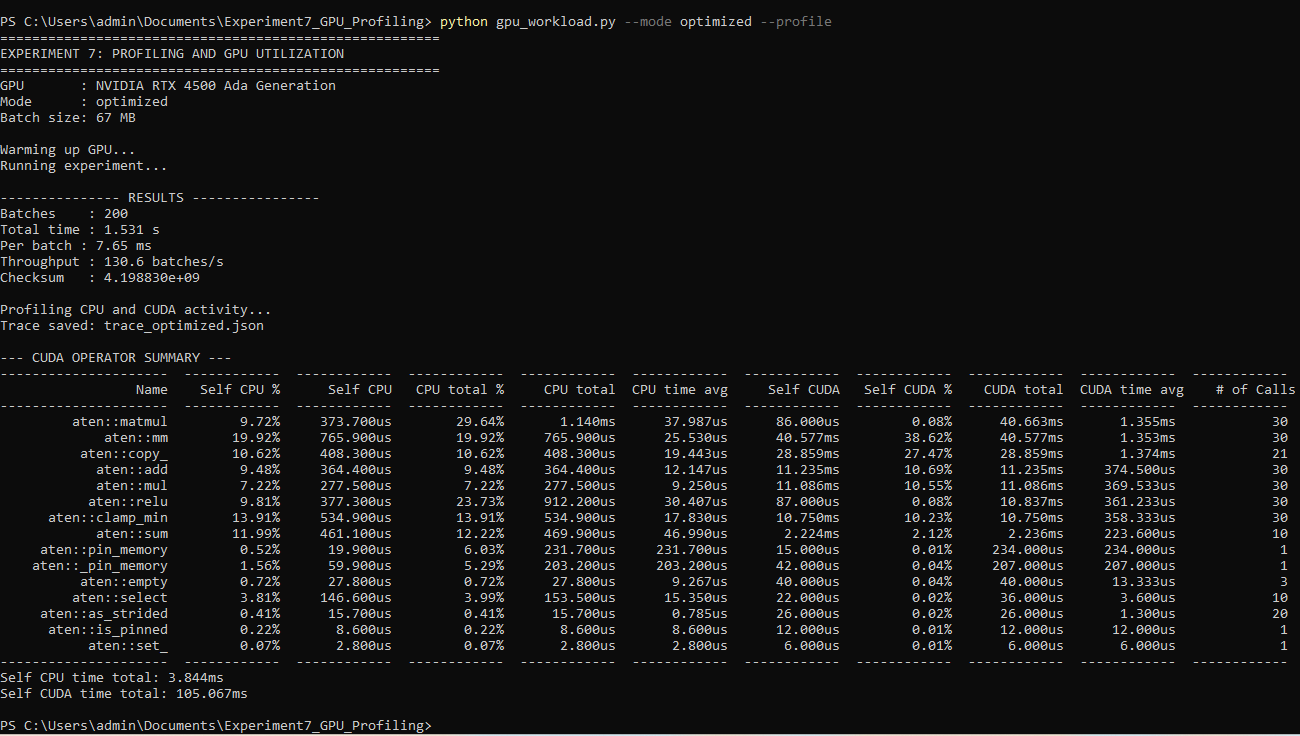 PS C:\Users\admin\Documents\Experiment7_GPU_Profiling> python gpu_workload.py --mode optimized --profile
=======================================================
EXPERIMENT 7: PROFILING AND GPU UTILIZATION
=======================================================
GPU       : NVIDIA RTX 4500 Ada Generation
Mode      : optimized
Batch size: 67 MB
Warming up GPU...
Running experiment...
--------------- RESULTS ----------------
Batches    : 200
Total time : 1.531 s
Per batch : 7.65 ms
Throughput : 130.6 batches/s
Checksum   : 4.198830e+09
Profiling CPU and CUDA activity...
Trace saved: trace_optimized.json
--- CUDA OPERATOR SUMMARY ---
---------------------  ------------  ------------  ------------  ------------  ------------  ------------  ------------  ------------  ------------  ------------
Name    Self CPU %      Self CPU   CPU total %     CPU total  CPU time avg     Self CUDA   Self CUDA %    CUDA total  CUDA time avg    # of Calls
---------------------  ------------  ------------  ------------  ------------  ------------  ------------  ------------  ------------  ------------  ------------
aten::matmul         9.72%     373.700us        29.64%       1.140ms      37.987us      86.000us         0.08%      40.663ms       1.355ms            30
aten::mm        19.92%     765.900us        19.92%     765.900us      25.530us      40.577ms        38.62%      40.577ms       1.353ms            30
aten::copy_        10.62%     408.300us        10.62%     408.300us      19.443us      28.859ms        27.47%      28.859ms       1.374ms            21
aten::add         9.48%     364.400us         9.48%     364.400us      12.147us      11.235ms        10.69%      11.235ms     374.500us            30
aten::mul         7.22%     277.500us         7.22%     277.500us       9.250us      11.086ms        10.55%      11.086ms     369.533us            30
aten::relu         9.81%     377.300us        23.73%     912.200us      30.407us      87.000us         0.08%      10.837ms     361.233us            30
aten::clamp_min        13.91%     534.900us        13.91%     534.900us      17.830us      10.750ms        10.23%      10.750ms     358.333us            30
aten::sum        11.99%     461.100us        12.22%     469.900us      46.990us       2.224ms         2.12%       2.236ms     223.600us            10
aten::pin_memory         0.52%      19.900us         6.03%     231.700us     231.700us      15.000us         0.01%     234.000us     234.000us             1
aten::_pin_memory         1.56%      59.900us         5.29%     203.200us     203.200us      42.000us         0.04%     207.000us     207.000us             1
aten::empty         0.72%      27.800us         0.72%      27.800us       9.267us      40.000us         0.04%      40.000us      13.333us             3
aten::select         3.81%     146.600us         3.99%     153.500us      15.350us      22.000us         0.02%      36.000us       3.600us            10
aten::as_strided         0.41%      15.700us         0.41%      15.700us       0.785us      26.000us         0.02%      26.000us       1.300us            20
aten::is_pinned         0.22%       8.600us         0.22%       8.600us       8.600us      12.000us         0.01%      12.000us      12.000us             1
aten::set_         0.07%       2.800us         0.07%       2.800us       2.800us       6.000us         0.01%       6.000us       6.000us             1
---------------------  ------------  ------------  ------------  ------------  ------------  ------------  ------------  ------------  ------------  ------------
Self CPU time total: 3.844ms
Self CUDA time total: 105.067ms
PS C:\Users\admin\Documents\Experiment7_GPU_Profiling>